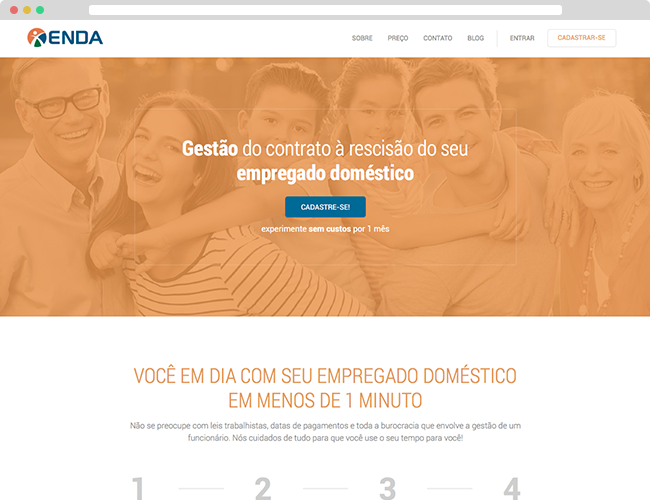 ENDA
SOBRE
PREÇO
CONTATO
BLOG
ENTRAR
CADASTRAR-SE
Gestão do contrato à rescisão do seu
empregado doméstico
CADASTRE-SE!
experimente sem custos por 1 mês
VOCÊ EM DIA COM SEU EMPREGADO DOMÉSTICO
EM MENOS DE 1 MINUTO
Não se preocupe com leis trabalhistas, datas de pagamentos e toda a burocracia que envolve a gestão de um
funcionário. Nós cuidados de tudo para que você use o seu tempo para você!
1
2
3
4